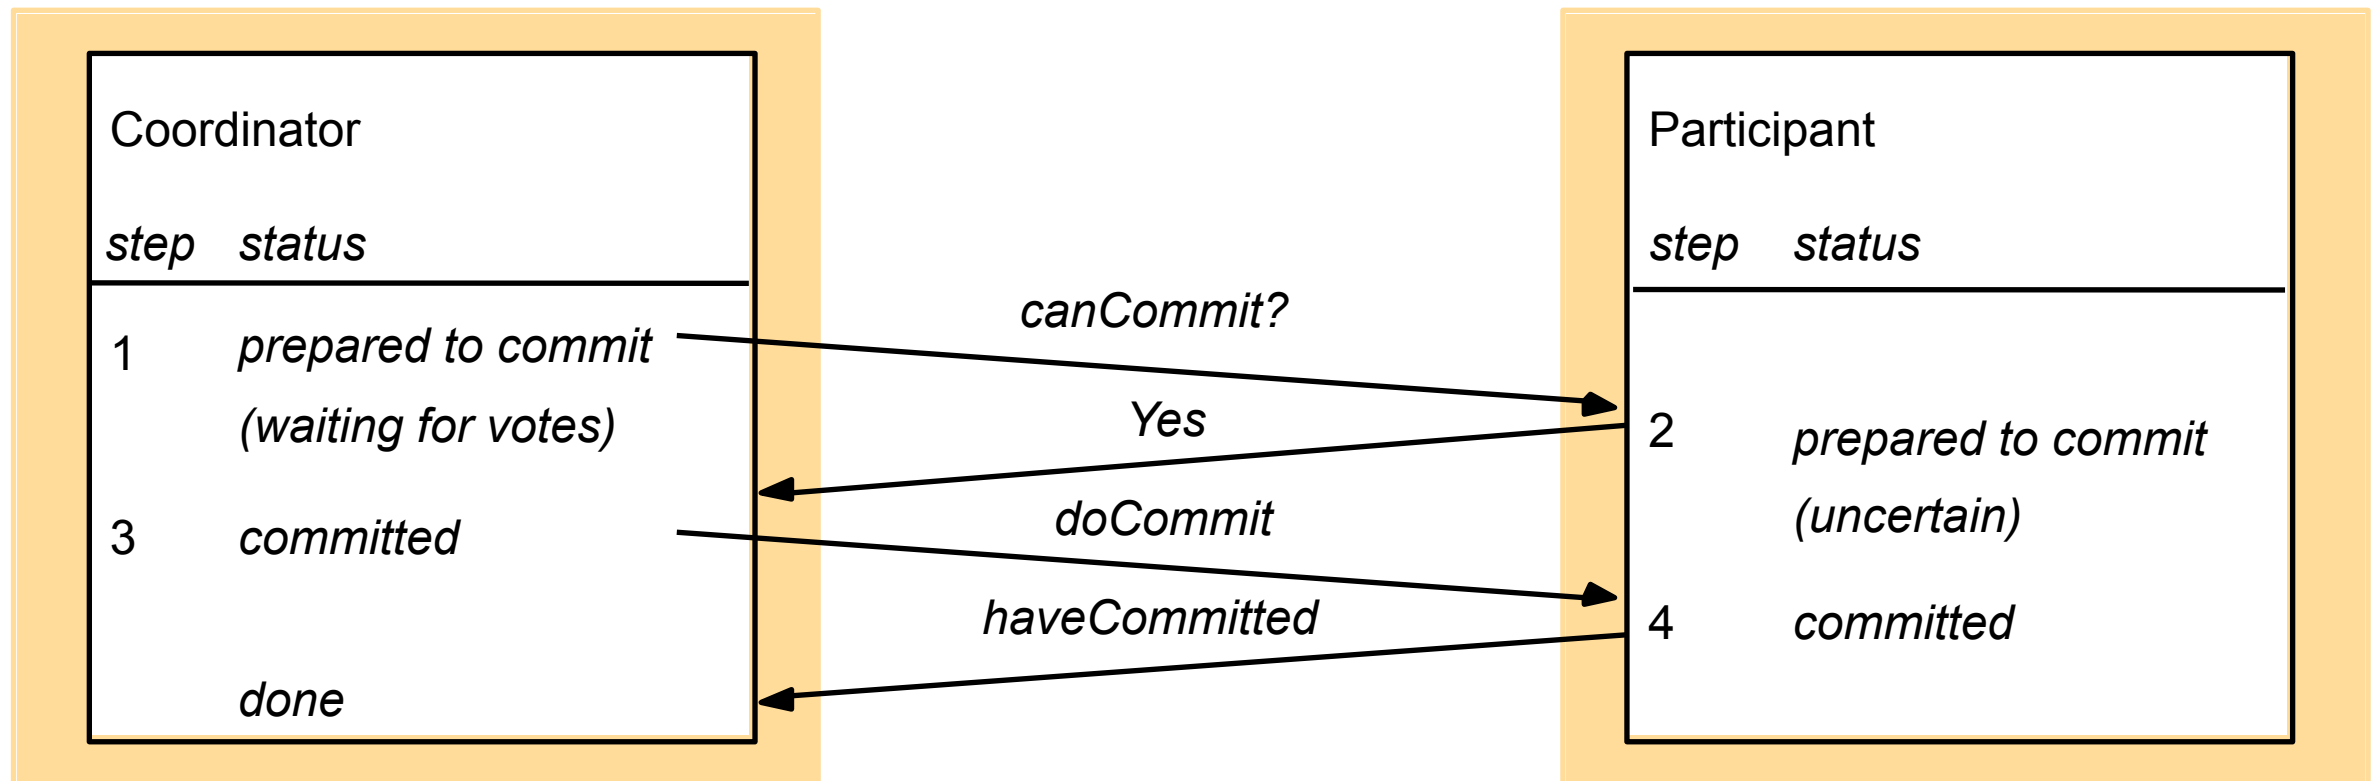 Coordinator
step status
1 prepared to commit
(waiting for votes)
3 committed
done
canCommit?
Yes
doCommit
haveCommitted
Participant
step status
2 prepared to commit
(uncertain)
4 committed